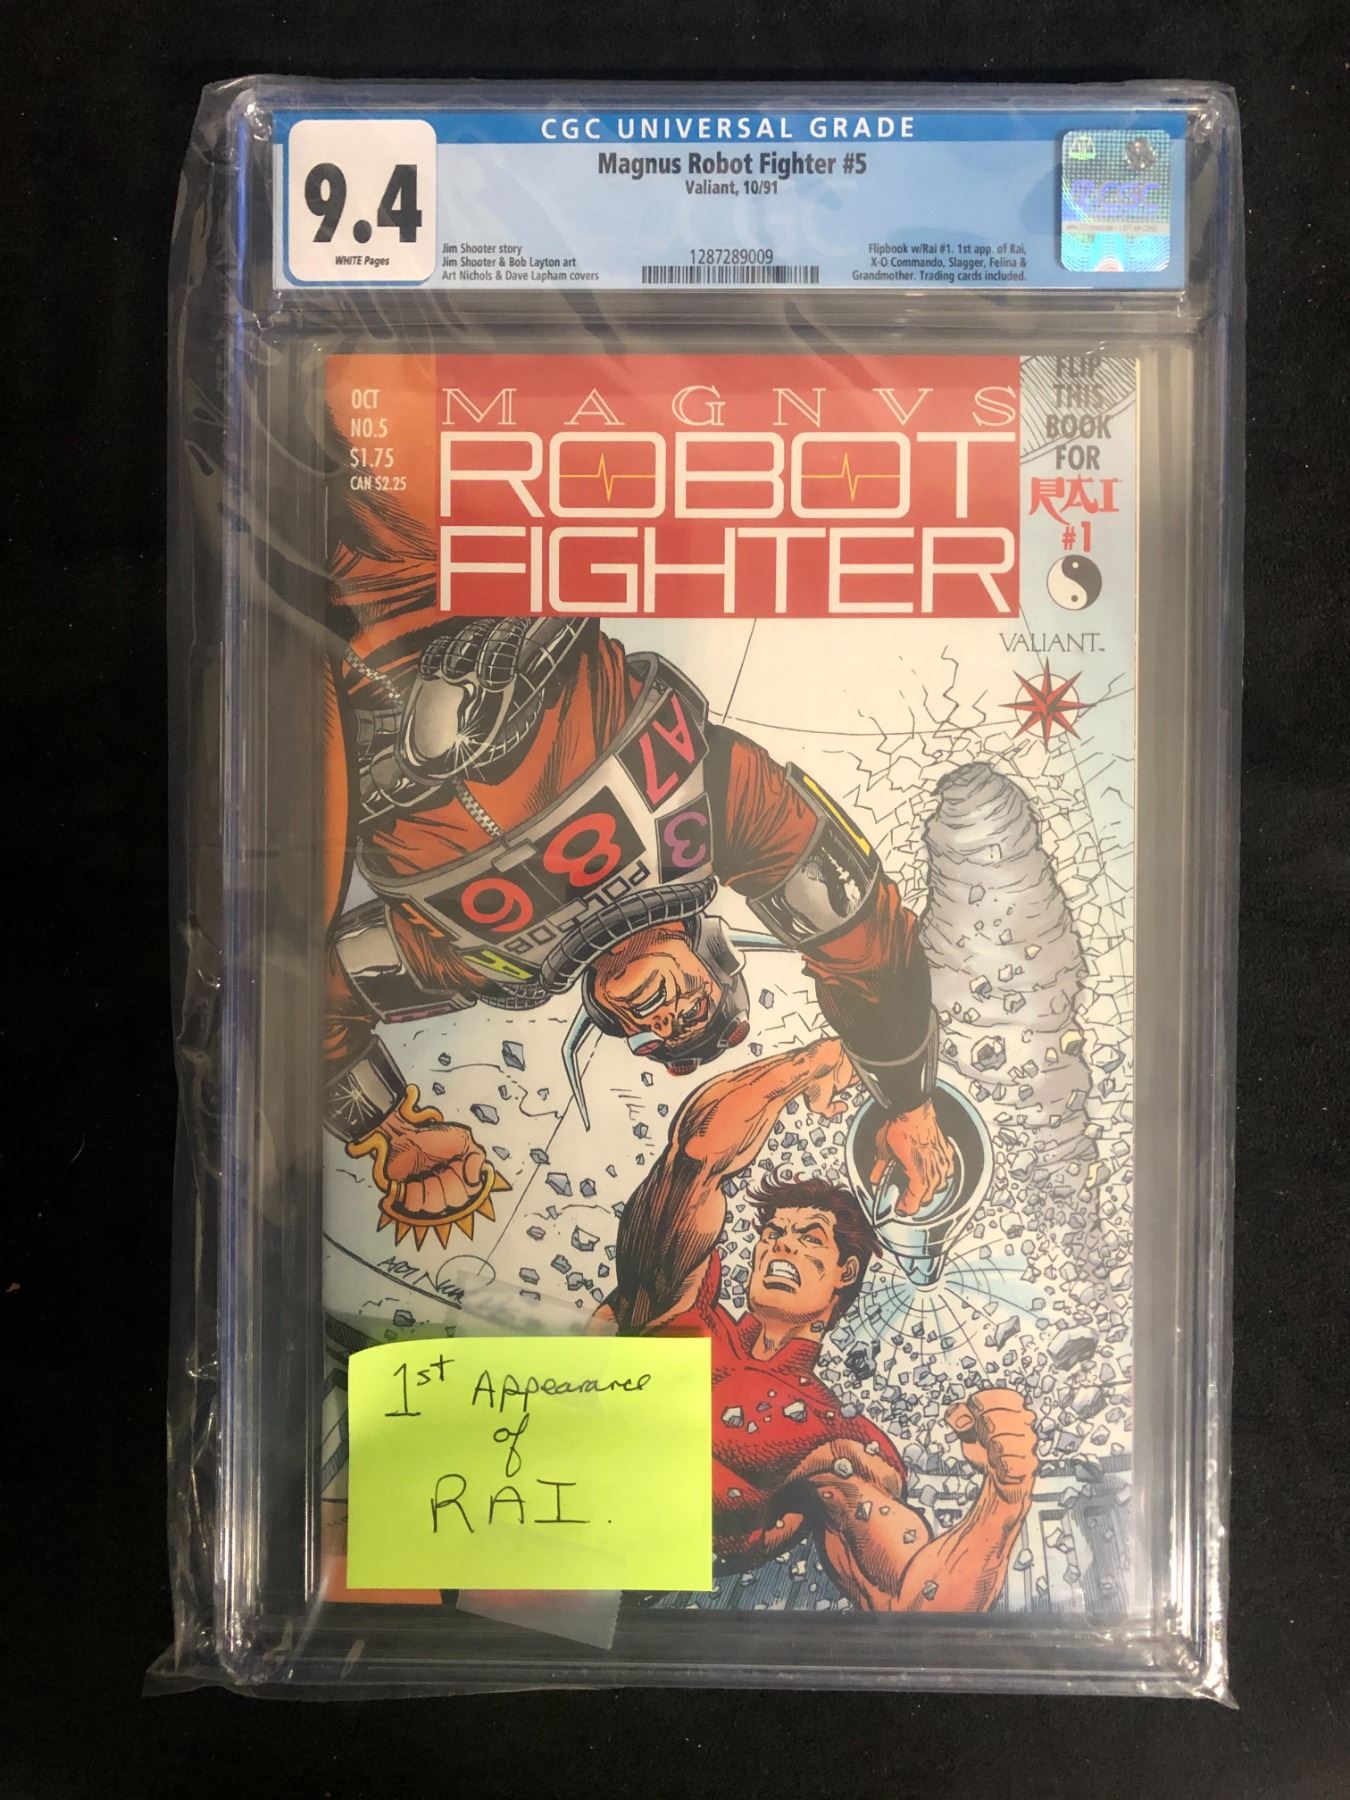 CGC UNIVERSAL GRADE
9.4
WHITE Pages
Magnus Robot Fighter #5
Valiant, 10/91
Jim Shooter story
Jim Shooter & Bob Layton art
Art Nichols & Dave Lapham covers
1287289009
Flipbook w/Rai #1. 1st app. of Rai,
X-O Commando, Slagger, Felina &
Grandmother. Trading cards included.
CGC
OCT
NO.5
$1.75
CAN $2.25
MAGNVS
ROBOT
FIGHTER
FLIP
THIS
BOOK
FOR
RAI
#1
VALIANT
A7
3
8
6
1st Appearance
of
RAI.